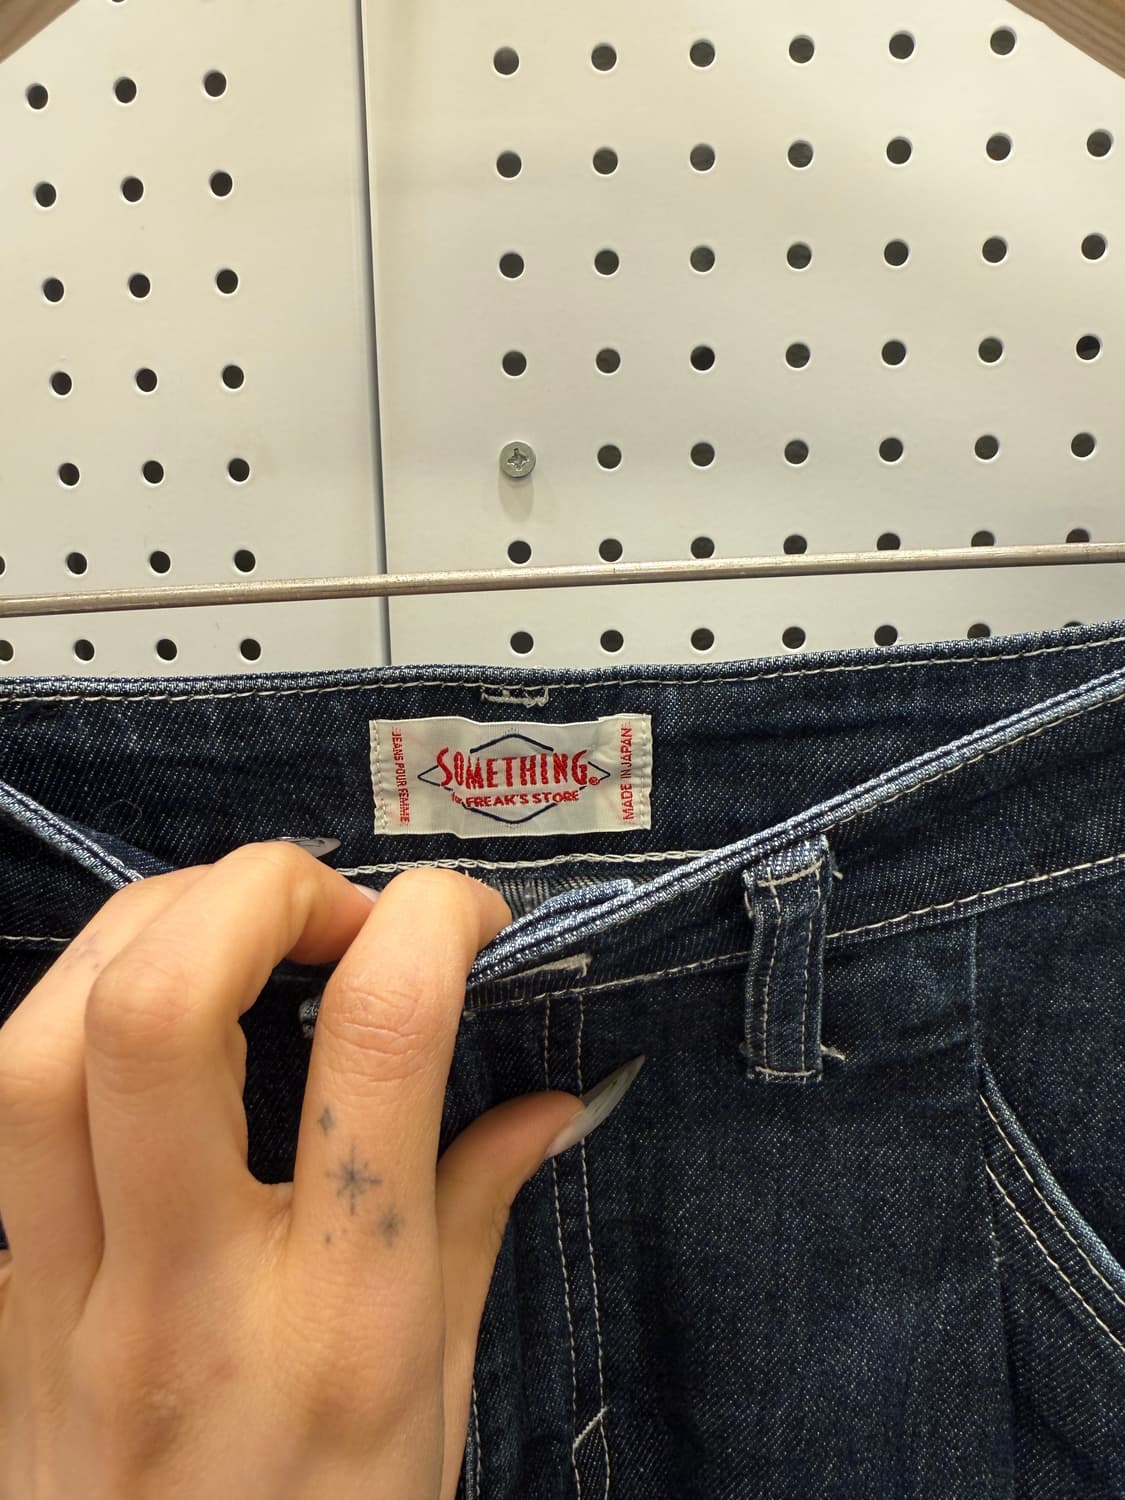 JEANS POUR FEMME
SOMETHING®
for FREAK'S STORE
MADE IN JAPAN